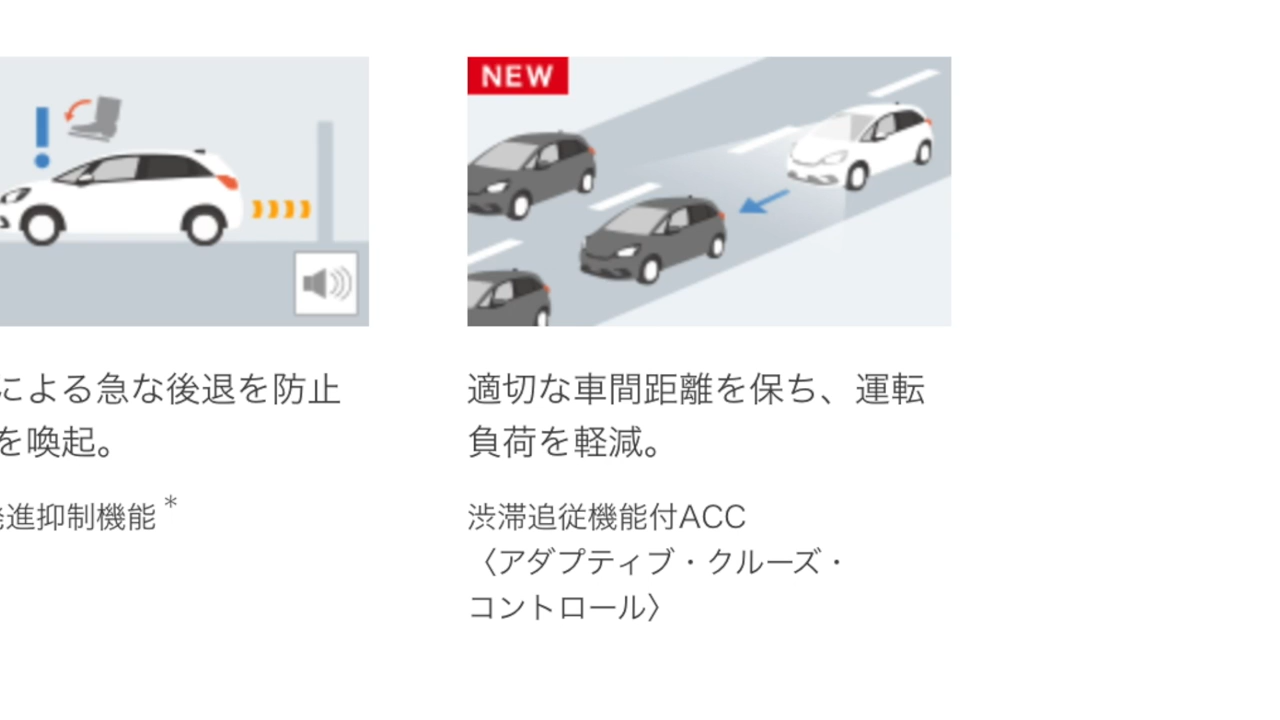 による急な後退を防止
を喚起。
発進抑制機能*
NEW
適切な車間距離を保ち、運転
負荷を軽減。
渋滞追従機能付ACC
〈アダプティブ・クルーズ・
コントロール〉